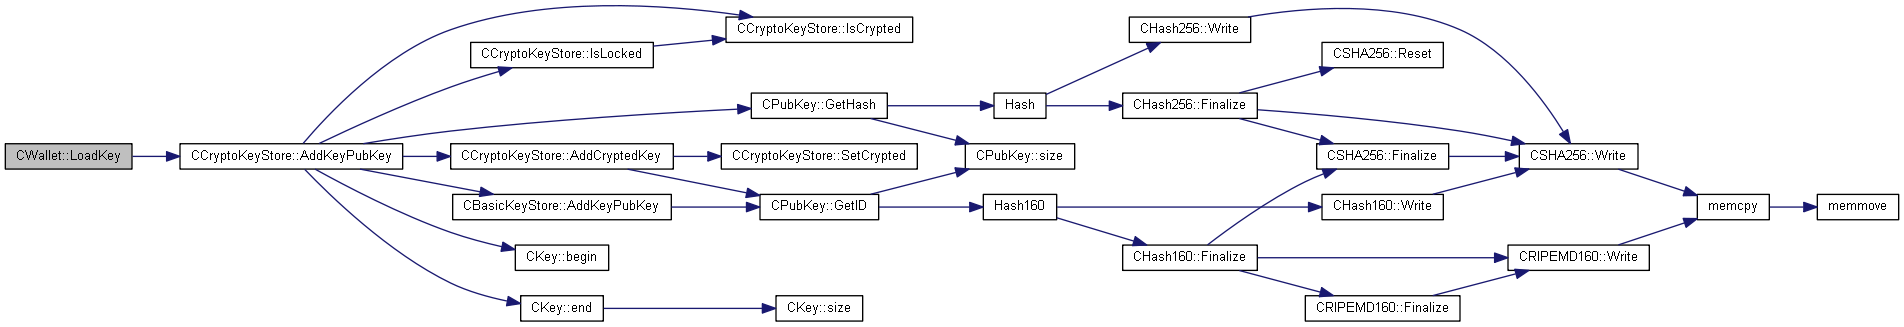 CWallet::LoadKey
CCryptoKeyStore::AddKeyPubKey
CCryptoKeyStore::IsCrypted
CCryptoKeyStore::IsLocked
CPubKey::GetHash
CCryptoKeyStore::AddCryptedKey
CCryptoKeyStore::SetCrypted
CBasicKeyStore::AddKeyPubKey
CPubKey::GetID
CKey::begin
CKey::end
CKey::size
Hash
CPubKey::size
Hash160
CHash256::Write
CSHA256::Reset
CHash256::Finalize
CSHA256::Finalize
CSHA256::Write
CHash160::Write
CHash160::Finalize
CRIPEMD160::Write
CRIPEMD160::Finalize
memcpy
memmove